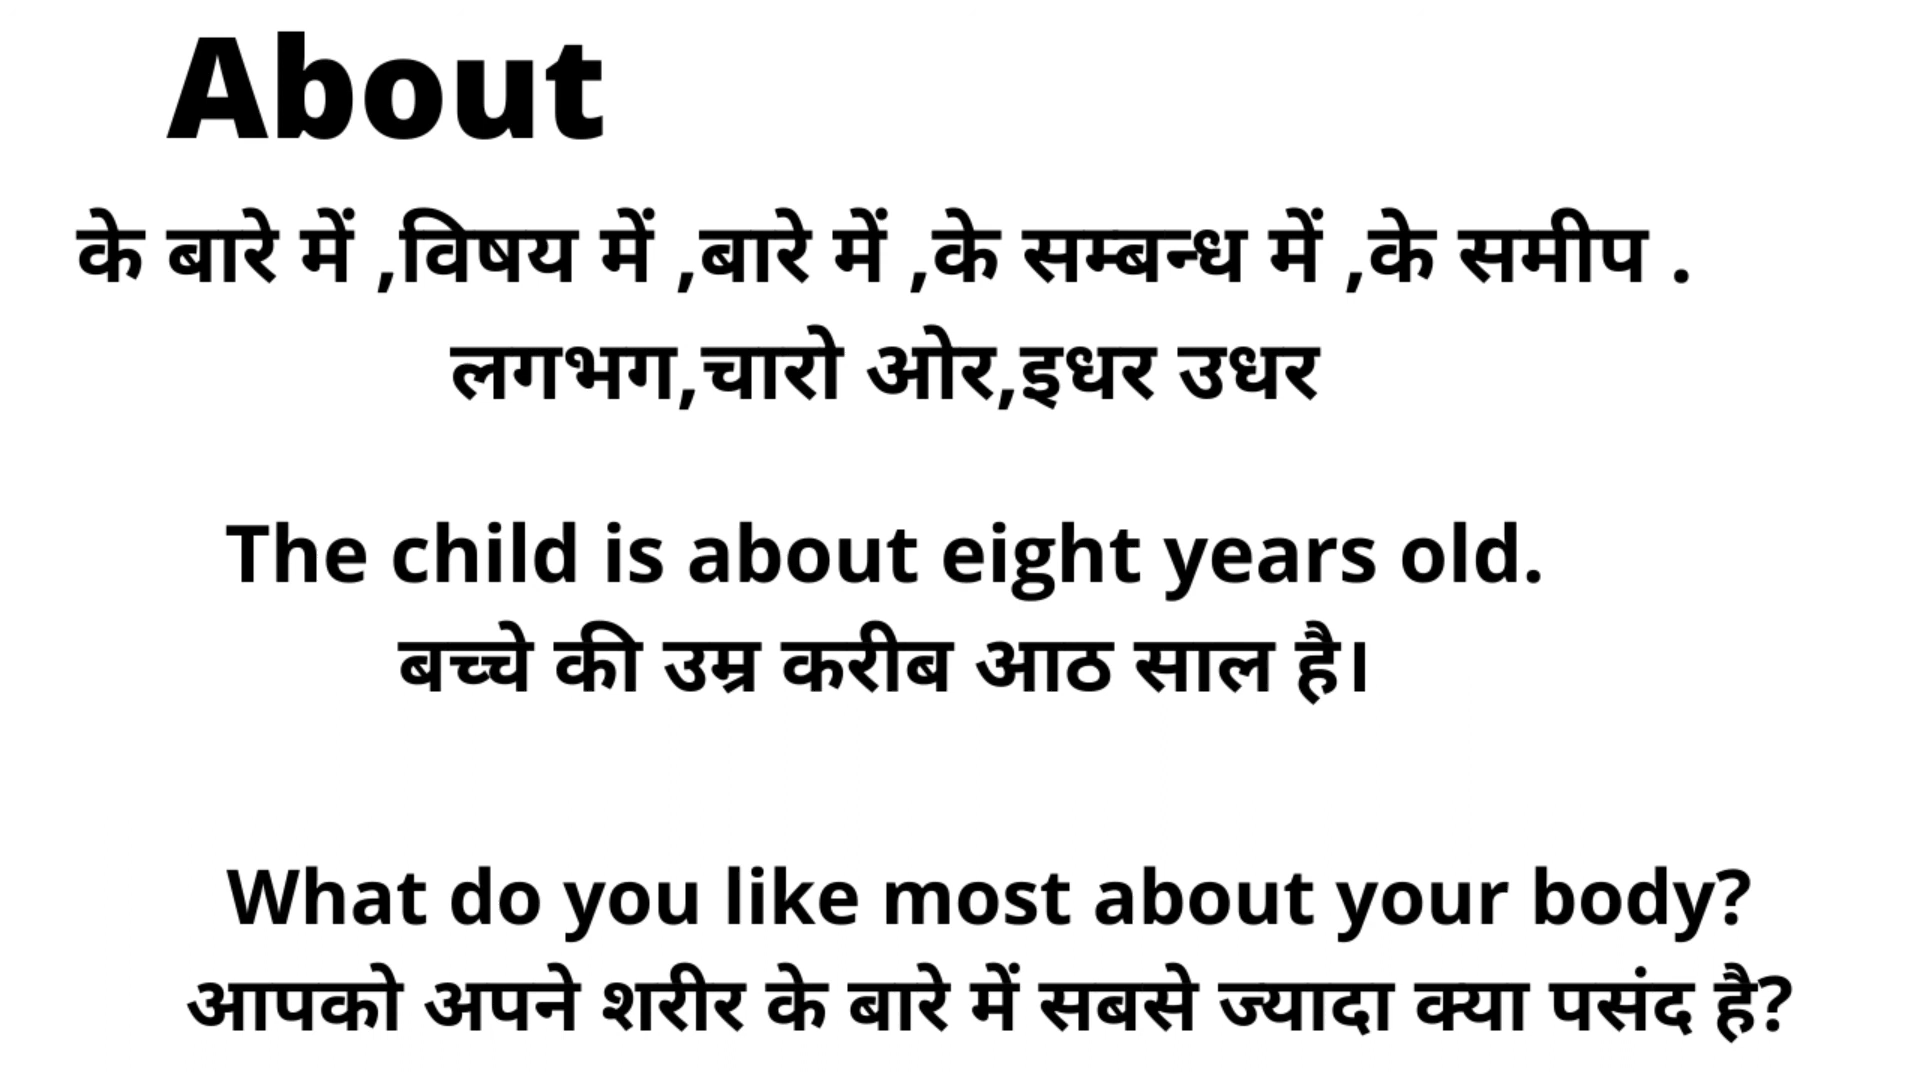 About
के बारे में ,विषय में ,बारे में ,के सम्बन्ध में ,के समीप .
लगभग,चारो ओर,इधर उधर
The child is about eight years old.
बच्चे की उम्र करीब आठ साल है।
What do you like most about your body?
आपको अपने शरीर के बारे में सबसे ज्यादा क्या पसंद है?